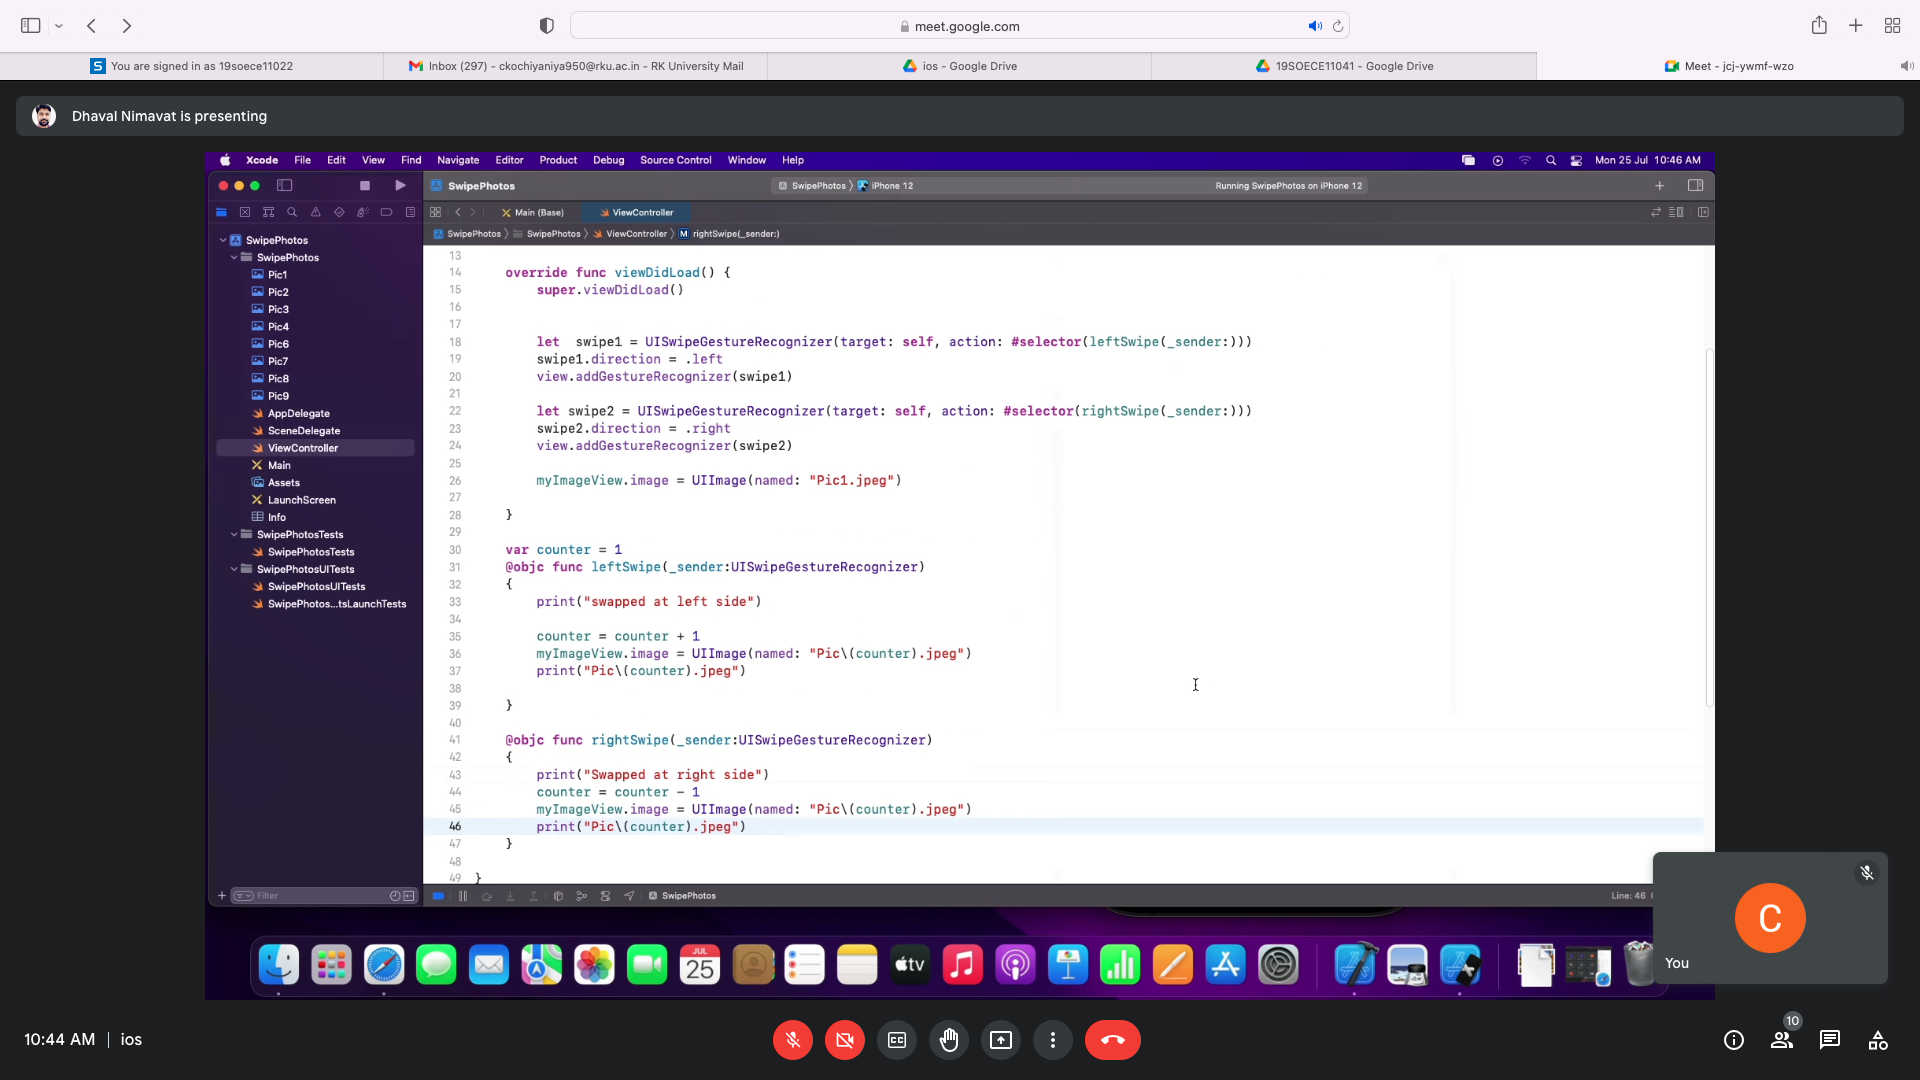 meet.google.com
You are signed in as 19soece11022
Inbox (297) - ckochiyaniya950@rku.ac.in - RK University Mail
ios - Google Drive
19SOECE11041 - Google Drive
Meet - jcj-ywmf-wzo
Dhaval Nimavat is presenting
Xcode File Edit View Find Navigate Editor Product Debug Source Control Window Help
Mon 25 Jul 10:46 AM
SwipePhotos
SwipePhotos iPhone 12
Running SwipePhotos on iPhone 12
Main (Base)
ViewController
SwipePhotos SwipePhotos ViewController M rightSwipe(_sender:)
SwipePhotos
SwipePhotos
Pic1
Pic2
Pic3
Pic4
Pic6
Pic7
Pic8
Pic9
AppDelegate
SceneDelegate
ViewController
Main
Assets
LaunchScreen
Info
SwipePhotosTests
SwipePhotosTests
SwipePhotosUITests
SwipePhotosUITests
SwipePhotos...tsLaunchTests
Filter
13
14 override func viewDidLoad() {
15 super.viewDidLoad()
16
17
18 let  swipe1 = UISwipeGestureRecognizer(target: self, action: #selector(leftSwipe(_sender:)))
19 swipe1.direction = .left
20 view.addGestureRecognizer(swipe1)
21
22 let swipe2 = UISwipeGestureRecognizer(target: self, action: #selector(rightSwipe(_sender:)))
23 swipe2.direction = .right
24 view.addGestureRecognizer(swipe2)
25
26 myImageView.image = UIImage(named: "Pic1.jpeg")
27
28 }
29
30 var counter = 1
31 @objc func leftSwipe(_sender:UISwipeGestureRecognizer)
32 {
33 print("swapped at left side")
34
35 counter = counter + 1
36 myImageView.image = UIImage(named: "Pic\(counter).jpeg")
37 print("Pic\(counter).jpeg")
38
39 }
40
41 @objc func rightSwipe(_sender:UISwipeGestureRecognizer)
42 {
43 print("Swapped at right side")
44 counter = counter - 1
45 myImageView.image = UIImage(named: "Pic\(counter).jpeg")
46 print("Pic\(counter).jpeg")
47 }
48
49 }
SwipePhotos
Line: 46
JUL
25
tv
C
You
10:44 AM | ios
CC
10